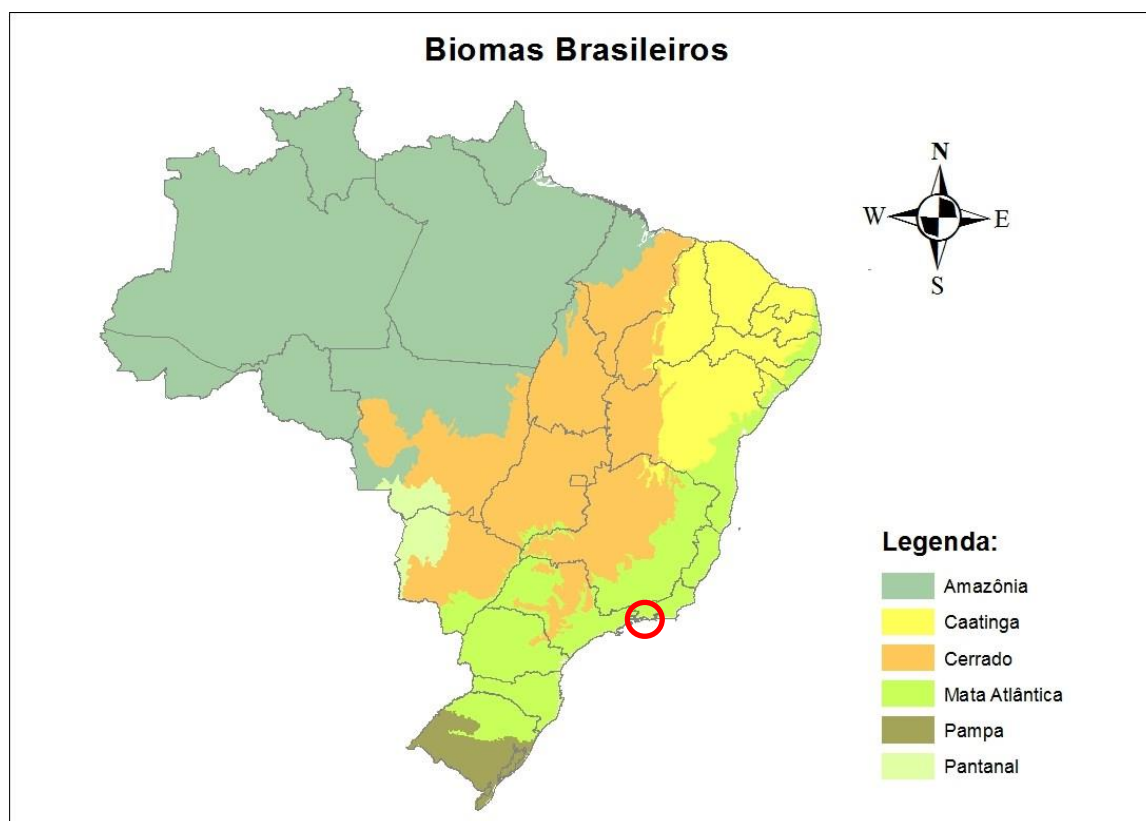 Biomas Brasileiros
N
W
E
S
Legenda:
Amazônia
Caatinga
Cerrado
Mata Atlântica
Pampa
Pantanal